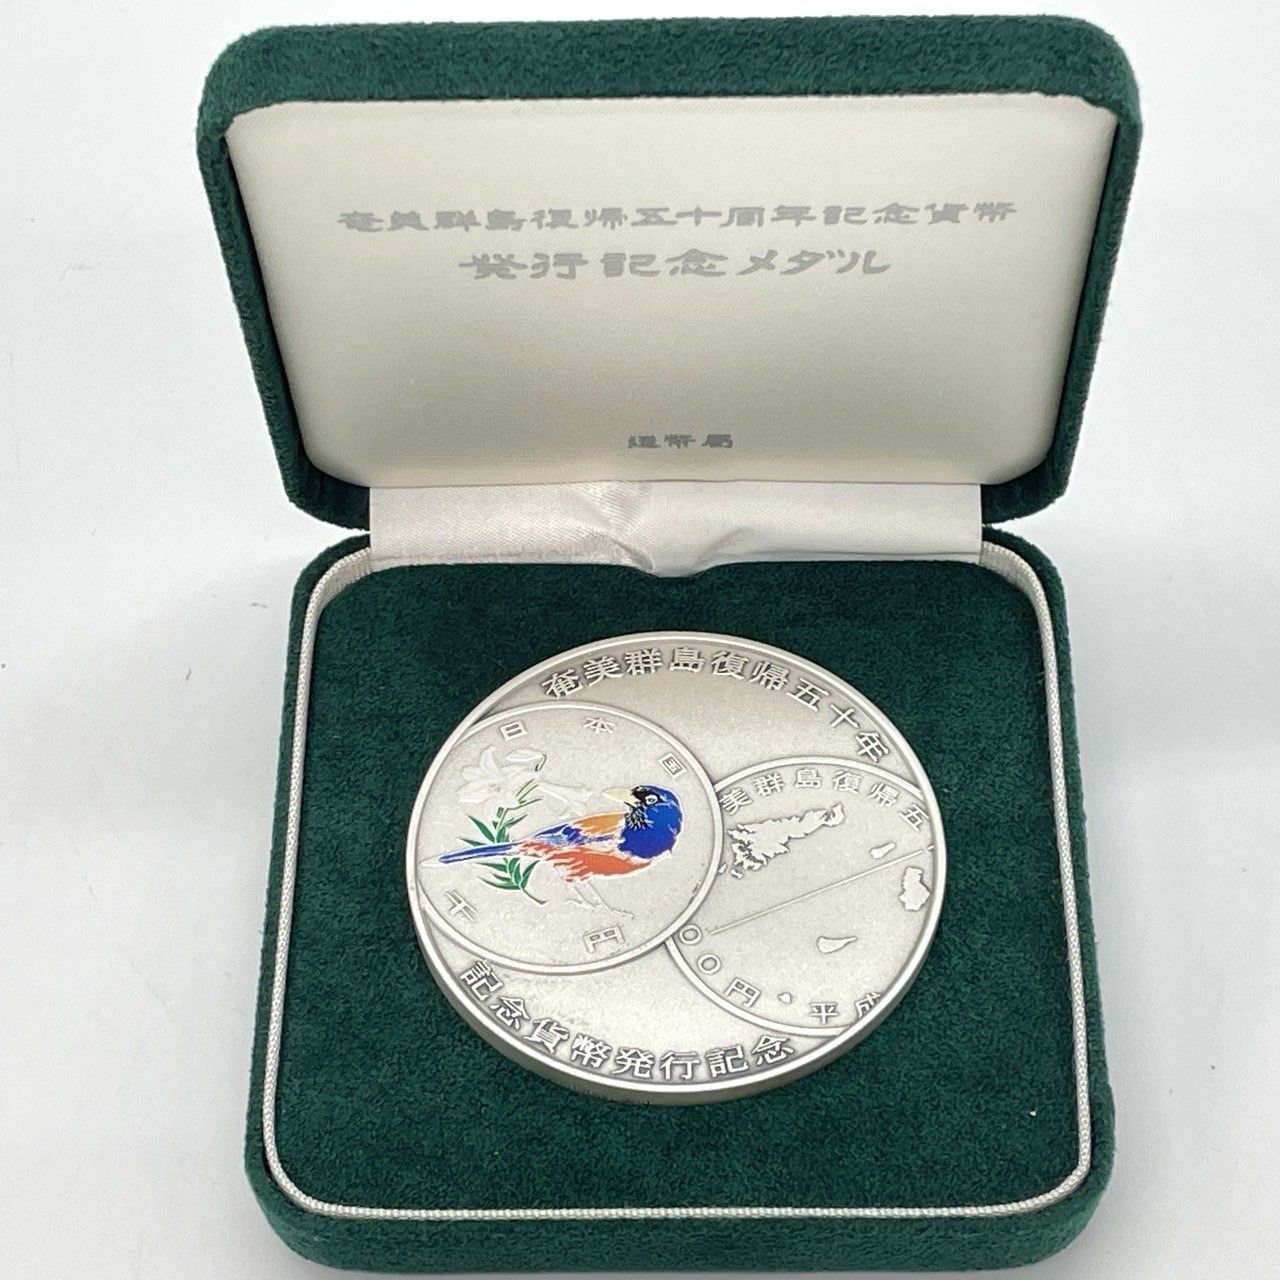 奄美群島復帰五十周年記念貨幣
発行記念メダル
造幣局
奄美群島復帰五十年
日本国
千円
美群島復帰五
00円 平成
記念貨幣発行記念